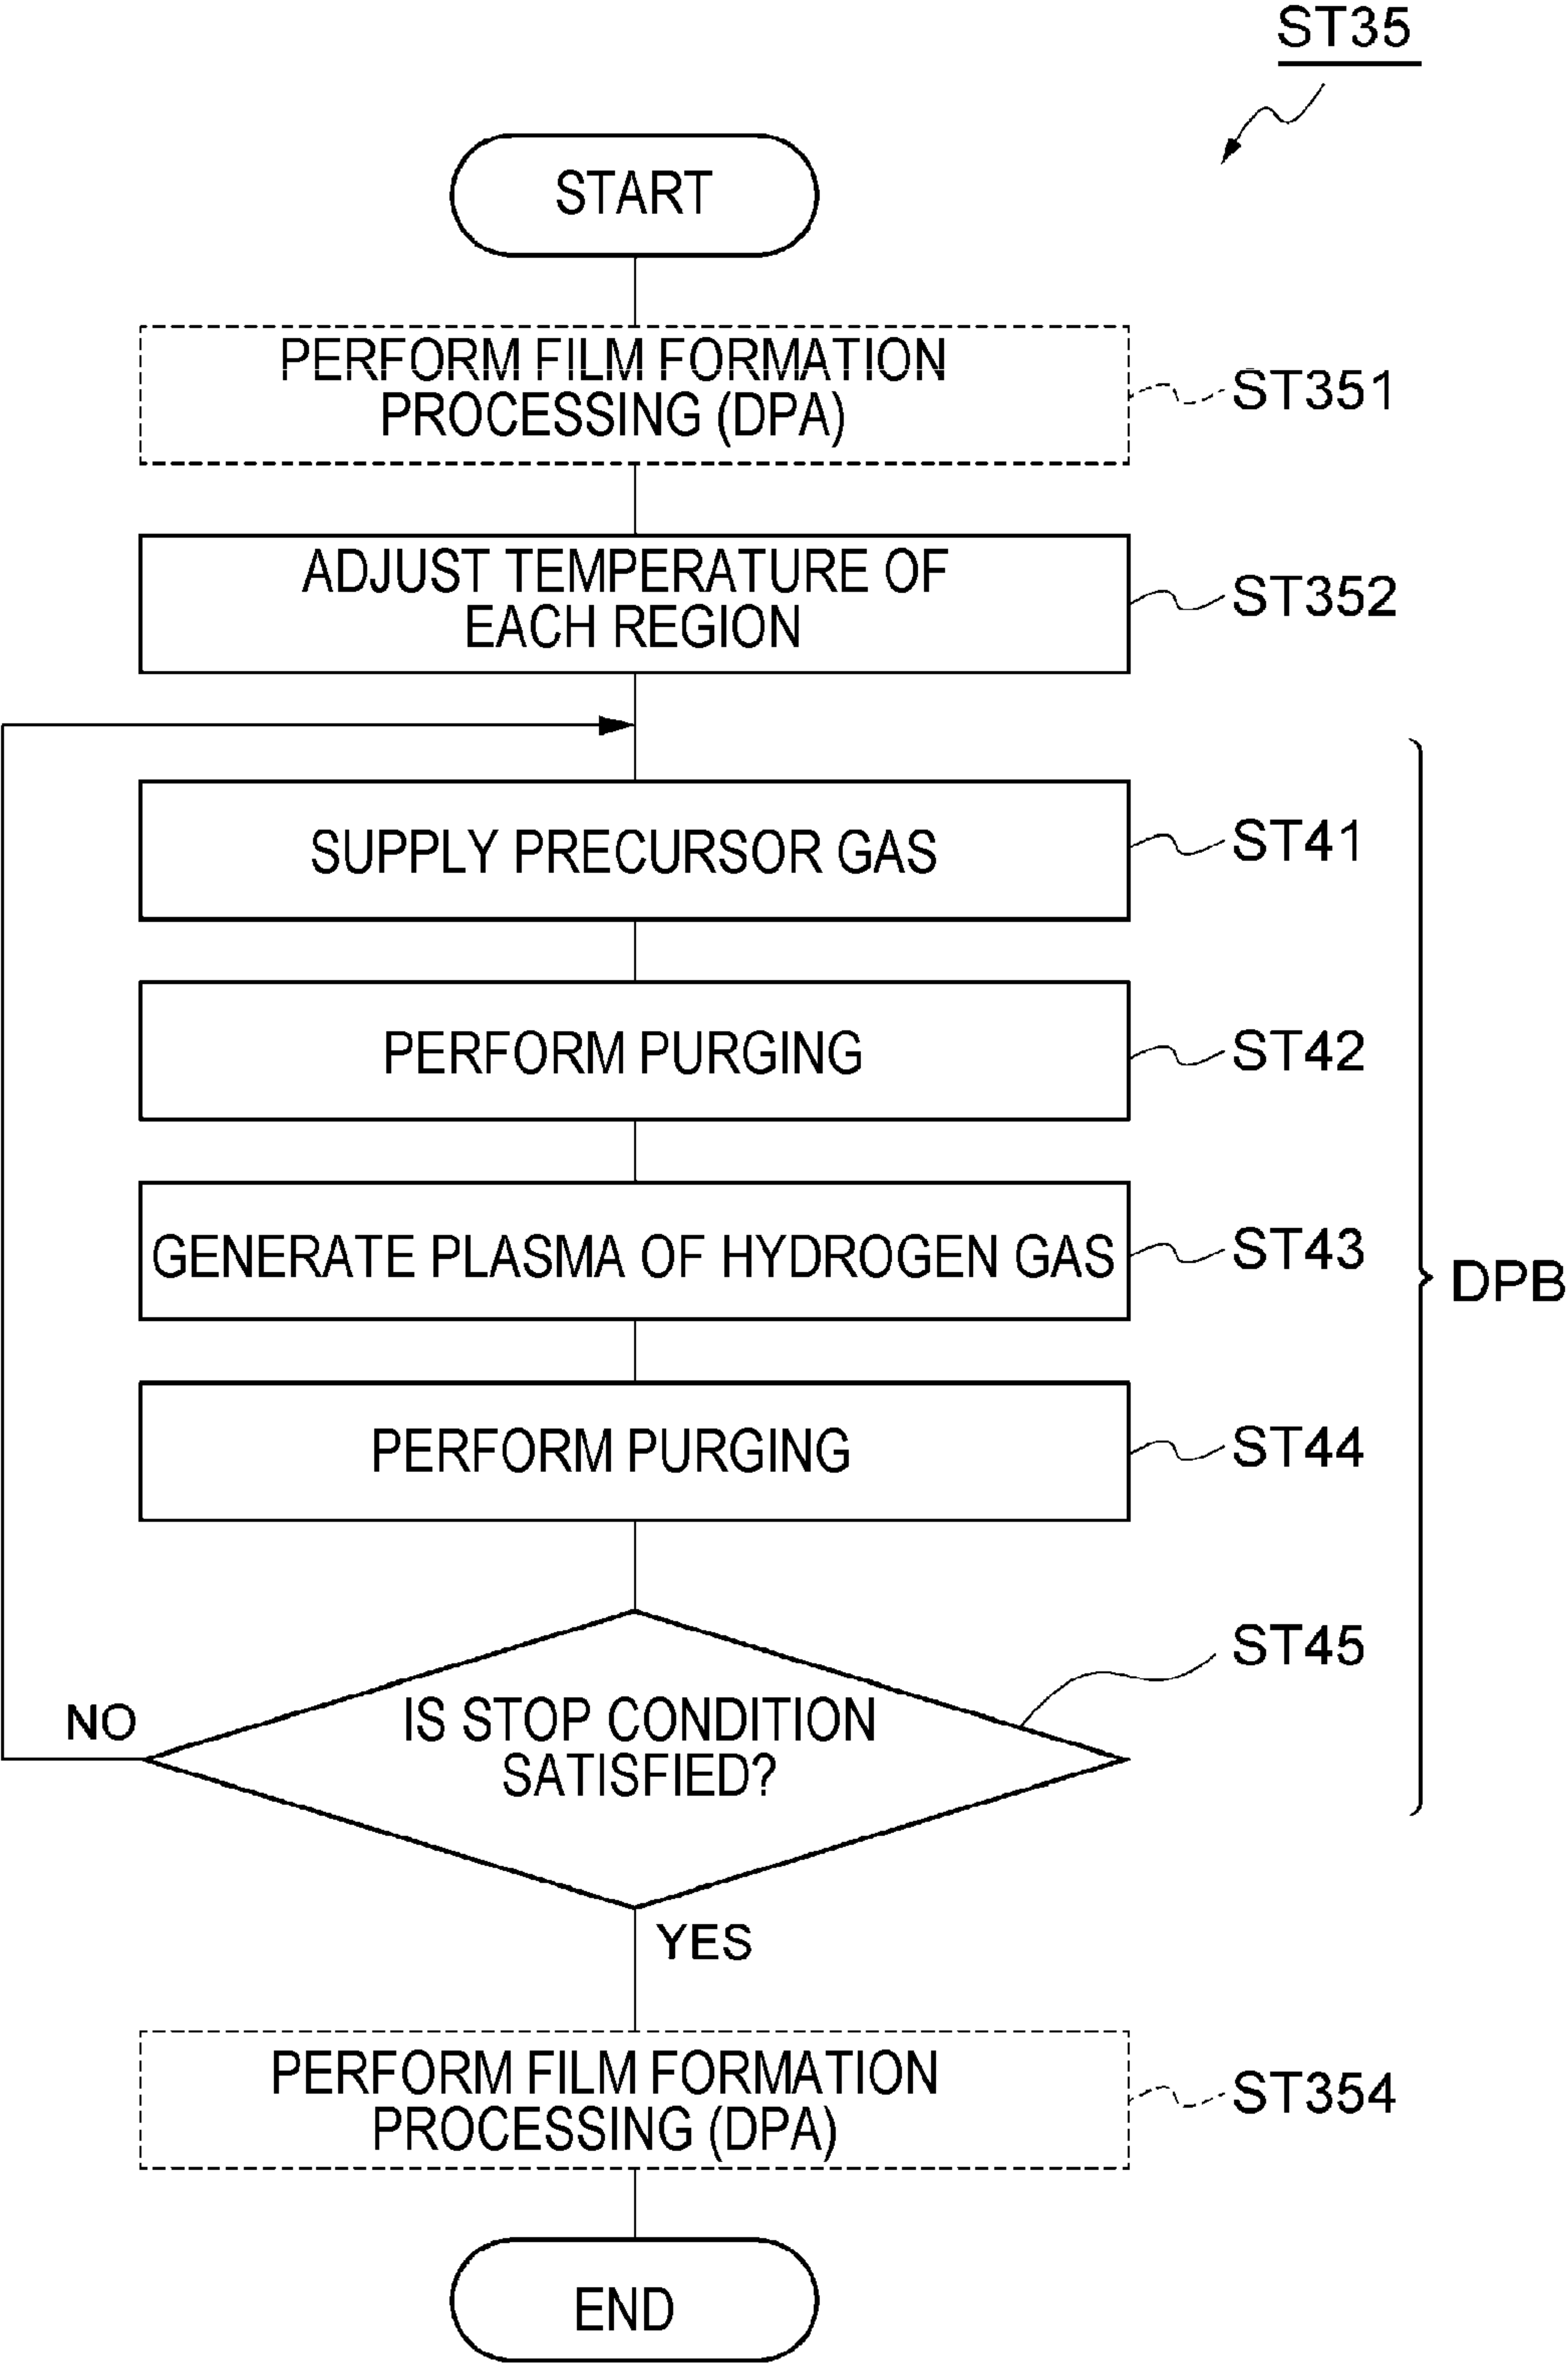 ST35
START
PERFORM FILM FORMATION
PROCESSING (DPA)
ST351
ADJUST TEMPERATURE OF
EACH REGION
ST352
SUPPLY PRECURSOR GAS
ST41
PERFORM PURGING
ST42
GENERATE PLASMA OF HYDROGEN GAS
ST43
DPB
PERFORM PURGING
ST44
IS STOP CONDITION
SATISFIED?
ST45
NO
YES
PERFORM FILM FORMATION
PROCESSING (DPA)
ST354
END